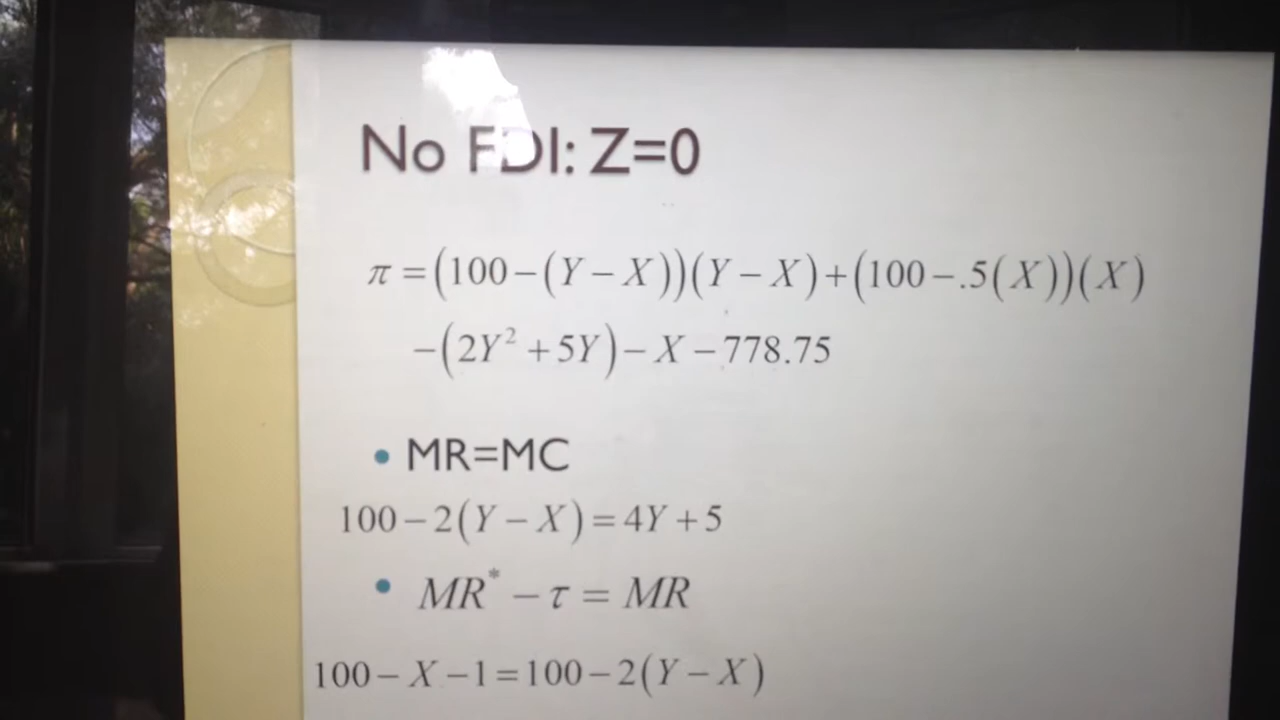 No FDI: Z=0
π = (100 – (Y – X))(Y – X) + (100 – .5(X))(X)
–(2Y² + 5Y) – X – 778.75
• MR=MC
100 – 2(Y – X) = 4Y + 5
• MR* – τ = MR
100 – X – 1 = 100 – 2(Y – X)